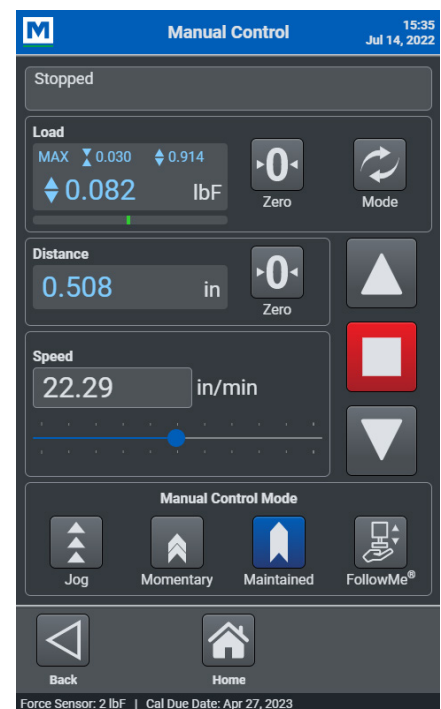 M
Manual Control
15:35
Jul 14, 2022
Stopped
Load
MAX 0.030 0.914
0.082 lbF
0
Zero
Mode
Distance
0.508 in
0
Zero
Speed
22.29 in/min
Manual Control Mode
Jog Momentary Maintained FollowMe®
Back Home
Force Sensor: 2 lbF | Cal Due Date: Apr 27, 2023